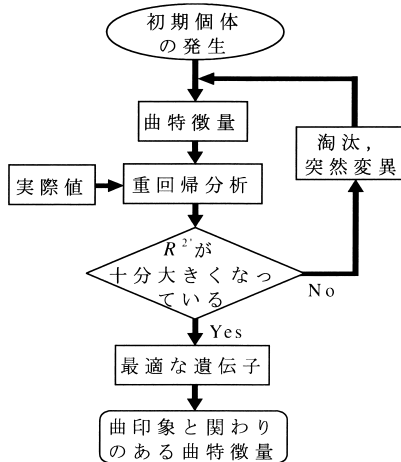 初期個体
の発生
曲特徴量
淘汰，
突然変異
実際値
重回帰分析
R²'が
十分大きくなっ
ている
No
Yes
最適な遺伝子
曲印象と関わり
のある曲特徴量